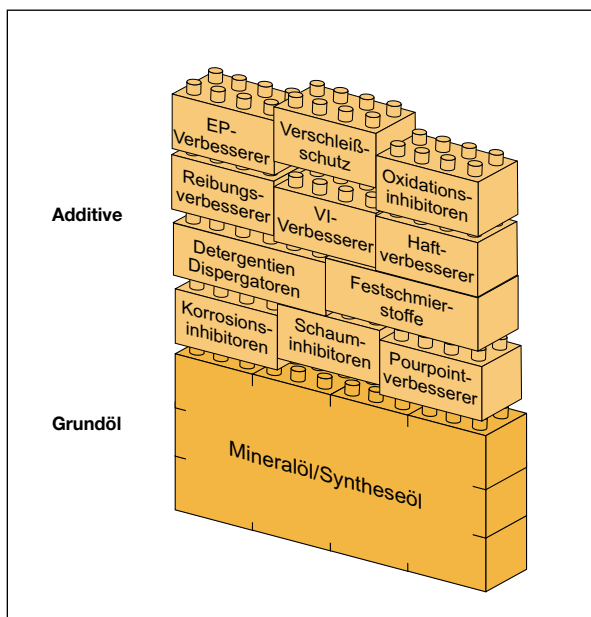 EP-
Verbesserer
Verschleiß-
schutz
Oxidations-
inhibitoren
Reibungs-
verbesserer
VI-
Verbesserer
Haft-
verbesserer
Additive
Detergentien
Dispergatoren
Festschmier-
stoffe
Korrosions-
inhibitoren
Schaum-
inhibitoren
Pourpoint-
verbesserer
Grundöl
Mineralöl/Syntheseöl